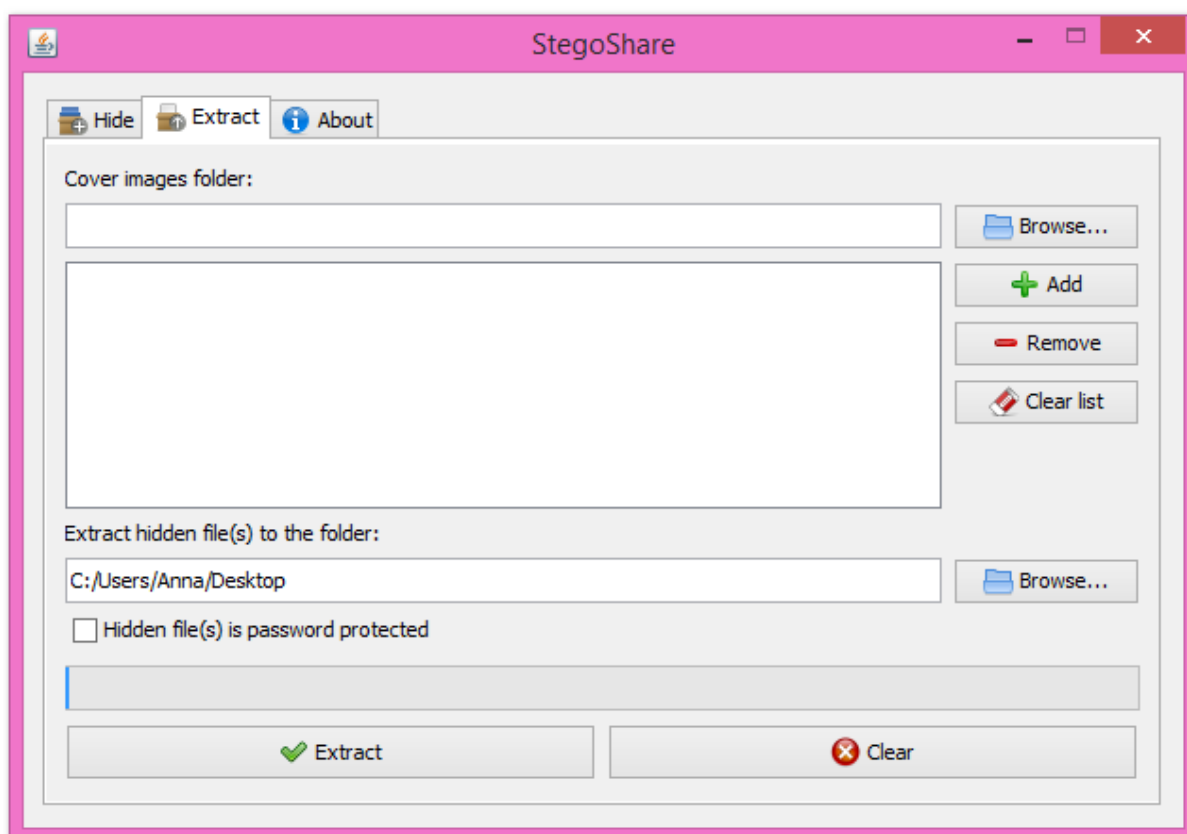 StegoShare
Hide Extract About
Cover images folder:
Browse...
Add
Remove
Clear list
Extract hidden file(s) to the folder:
C:/Users/Anna/Desktop Browse...
Hidden file(s) is password protected
Extract Clear